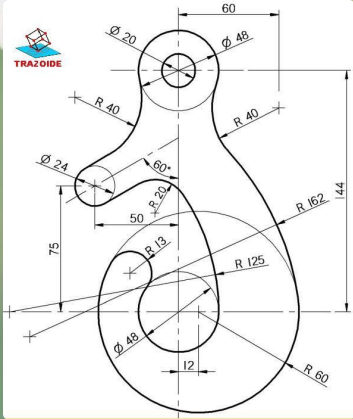 60
Ø 20
Ø 48
TRAZOIDE
R 40
R 40
Ø 24
60°
R 20
R 162
144
50
75
R 13
R 125
Ø 48
12
R 60